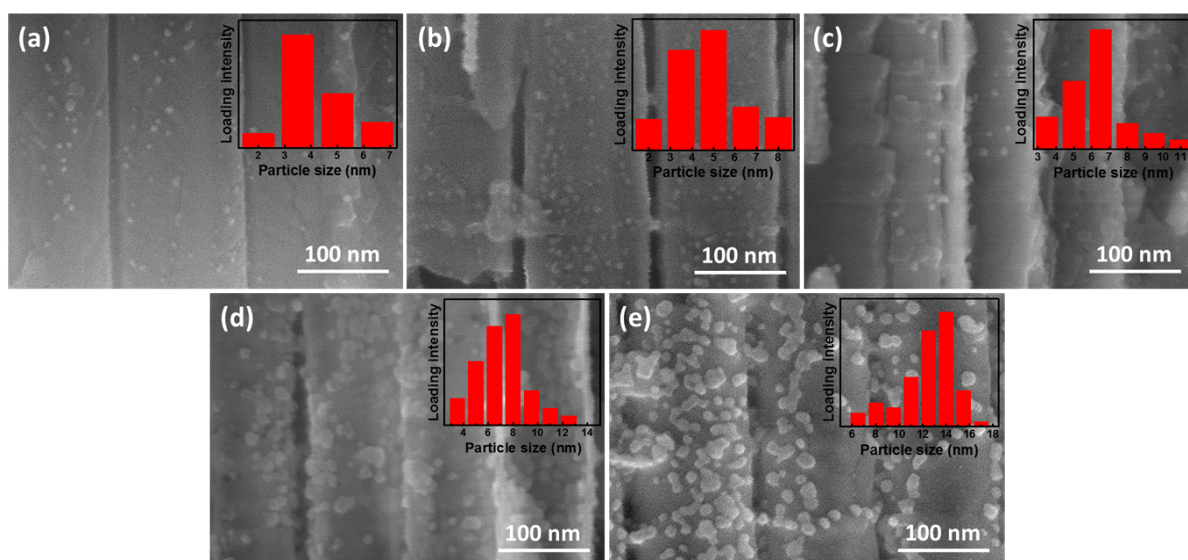 (a)
Loading intensity
2 3 4 5 6 7
Particle size (nm)
100 nm
(b)
Loading intensity
2 3 4 5 6 7 8
Particle size (nm)
100 nm
(c)
Loading intensity
3 4 5 6 7 8 9 10 11
Particle size (nm)
100 nm
(d)
Loading intensity
4 6 8 10 12 14
Particle size (nm)
100 nm
(e)
Loading intensity
6 8 10 12 14 16 18
Particle size (nm)
100 nm